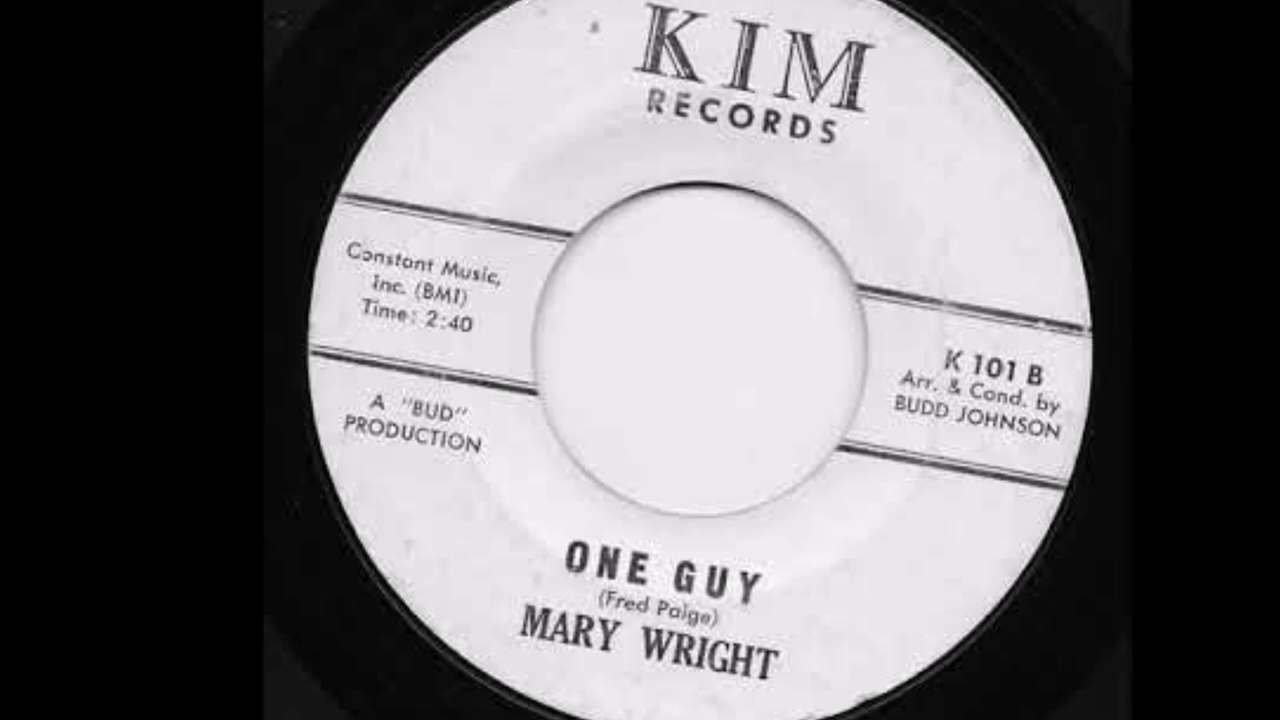 KIM
RECORDS
Constant Music,
Inc. (BMI)
Time: 2:40
K 101 B
Arr. & Cond. by
BUDD JOHNSON
A "BUD"
PRODUCTION
ONE GUY
(Fred Paige)
MARY WRIGHT